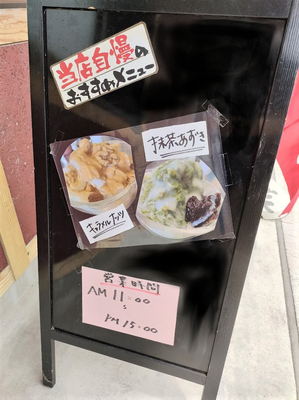 当店自慢の
おすすめメニュー
抹茶あずき
キャラメルナッツ
営業時間
AM 11:00
〜
PM 15:00